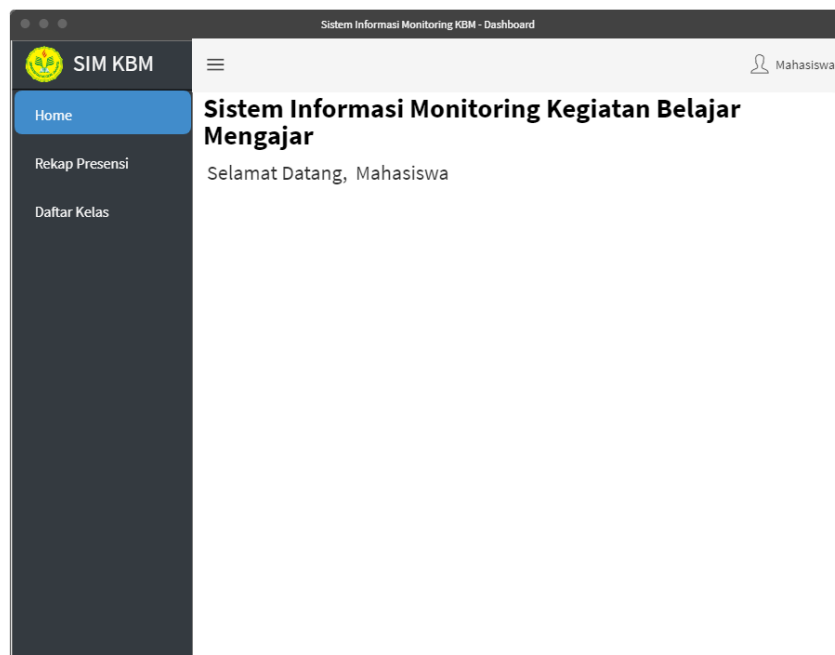 Sistem Informasi Monitoring KBM - Dashboard
SIM KBM
Mahasiswa
Home
Rekap Presensi
Daftar Kelas
Sistem Informasi Monitoring Kegiatan Belajar
Mengajar
Selamat Datang, Mahasiswa